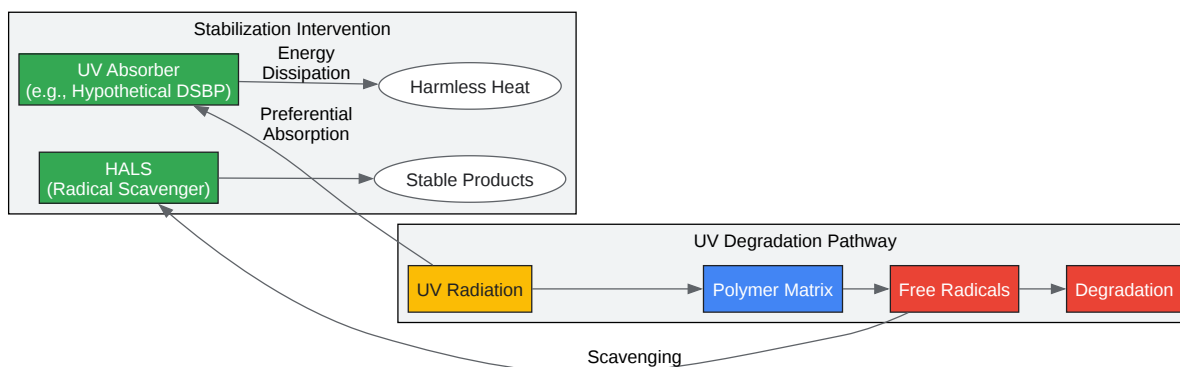 Stabilization Intervention
UV Absorber
(e.g., Hypothetical DSBP)
Energy
Dissipation
Harmless Heat
Preferential
Absorption
HALS
(Radical Scavenger)
Stable Products
UV Degradation Pathway
UV Radiation
Polymer Matrix
Free Radicals
Degradation
Scavenging